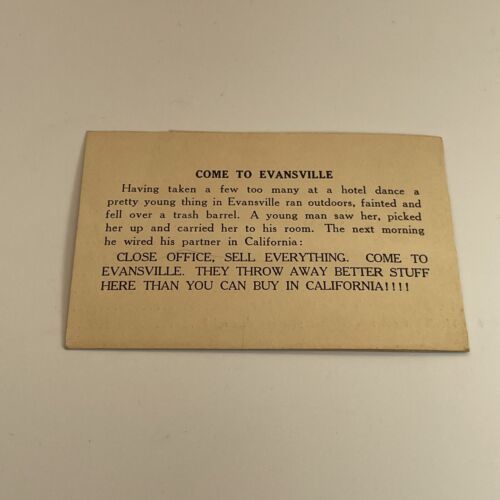 COME TO EVANSVILLE
Having taken a few too many at a hotel dance a
pretty young thing in Evansville ran outdoors, fainted and
fell over a trash barrel. A young man saw her, picked
her up and carried her to his room. The next morning
he wired his partner in California:
CLOSE OFFICE, SELL EVERYTHING. COME TO
EVANSVILLE. THEY THROW AWAY BETTER STUFF
HERE THAN YOU CAN BUY IN CALIFORNIA!!!!